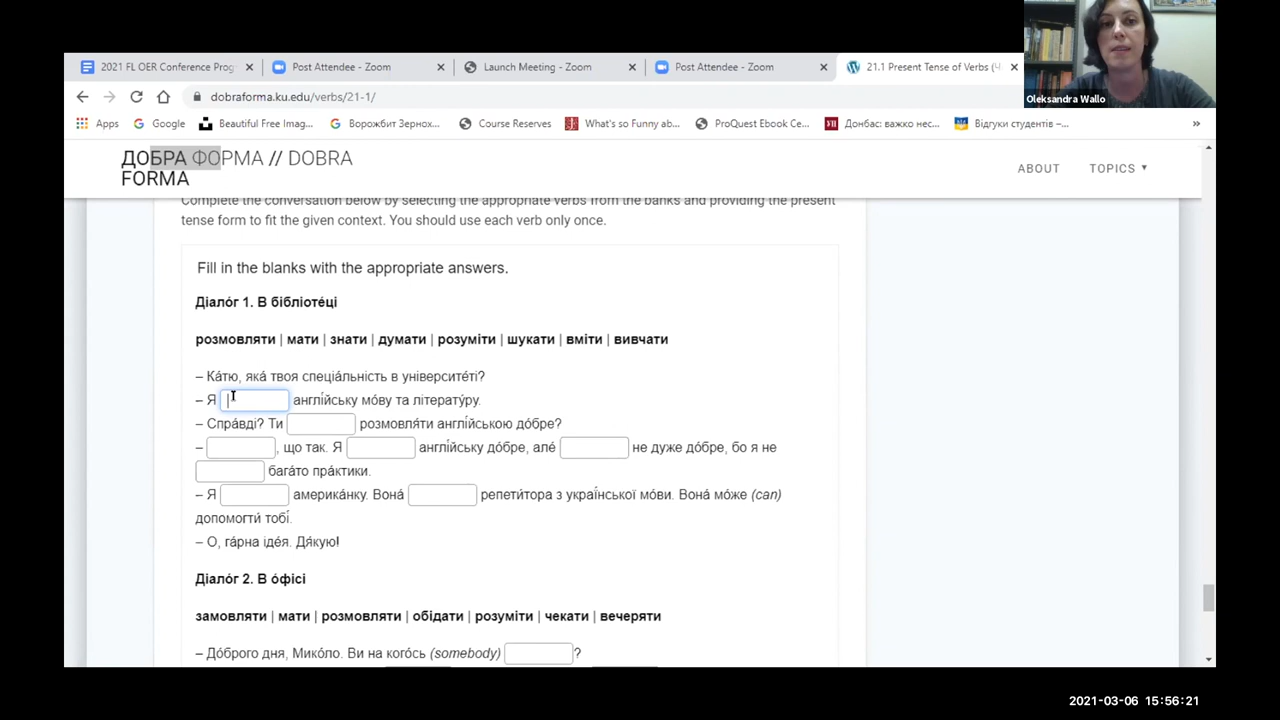 2021 FL OER Conference Prog
Post Attendee - Zoom
Launch Meeting - Zoom
Post Attendee - Zoom
21.1 Present Tense of Verbs (
dobraforma.ku.edu/verbs/21-1/
Oleksandra Wallo
Apps
Google
Beautiful Free Imag...
Ворожбит Зернох...
Course Reserves
What's so Funny ab...
ProQuest Ebook Ce...
Донбас: важко нес...
Відгуки студентів –...
»
ДОБРА ФОРМА // DOBRA
FORMA
ABOUT
TOPICS
Complete the conversation below by selecting the appropriate verbs from the banks and providing the present
tense form to fit the given context. You should use each verb only once.
Fill in the blanks with the appropriate answers.
Діало́г 1. В бібліоте́ці
розмовляти | мати | знати | думати | розумі́ти | шукати | вмі́ти | вивчати
– Ка́тю, яка́ твоя спеціа́льність в університе́ті?
– Я англі́йську мо́ву та літерату́ру.
– Спра́вді? Ти розмовля́ти англі́йською до́бре?
– , що так. Я англі́йську до́бре, але́ не дуже до́бре, бо я не
бага́то пра́ктики.
– Я америка́нку. Вона́ репети́тора з украї́нської мо́ви. Вона́ мо́же (can)
допомогти́ тобі́.
– О, га́рна іде́я. Дя́кую!
Діало́г 2. В о́фісі
замовляти | мати | розмовляти | обідати | розуміти | чекати | вечеряти
– До́брого дня, Мико́ло. Ви на кого́сь (somebody) ?
2021-03-06 15:56:21